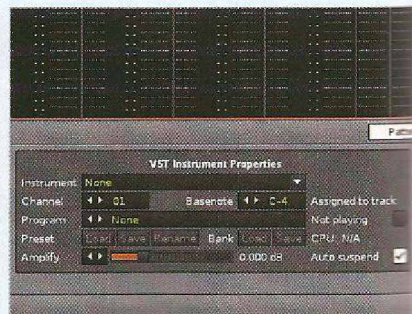 Patt
VST Instrument Properties
Instrument None
Channel 01 Basenote C-4 Assigned to track
Program None Not playing
Preset Load Save Rename Bank Load Save CPU: N/A
Amplify 0.000 dB Auto suspend